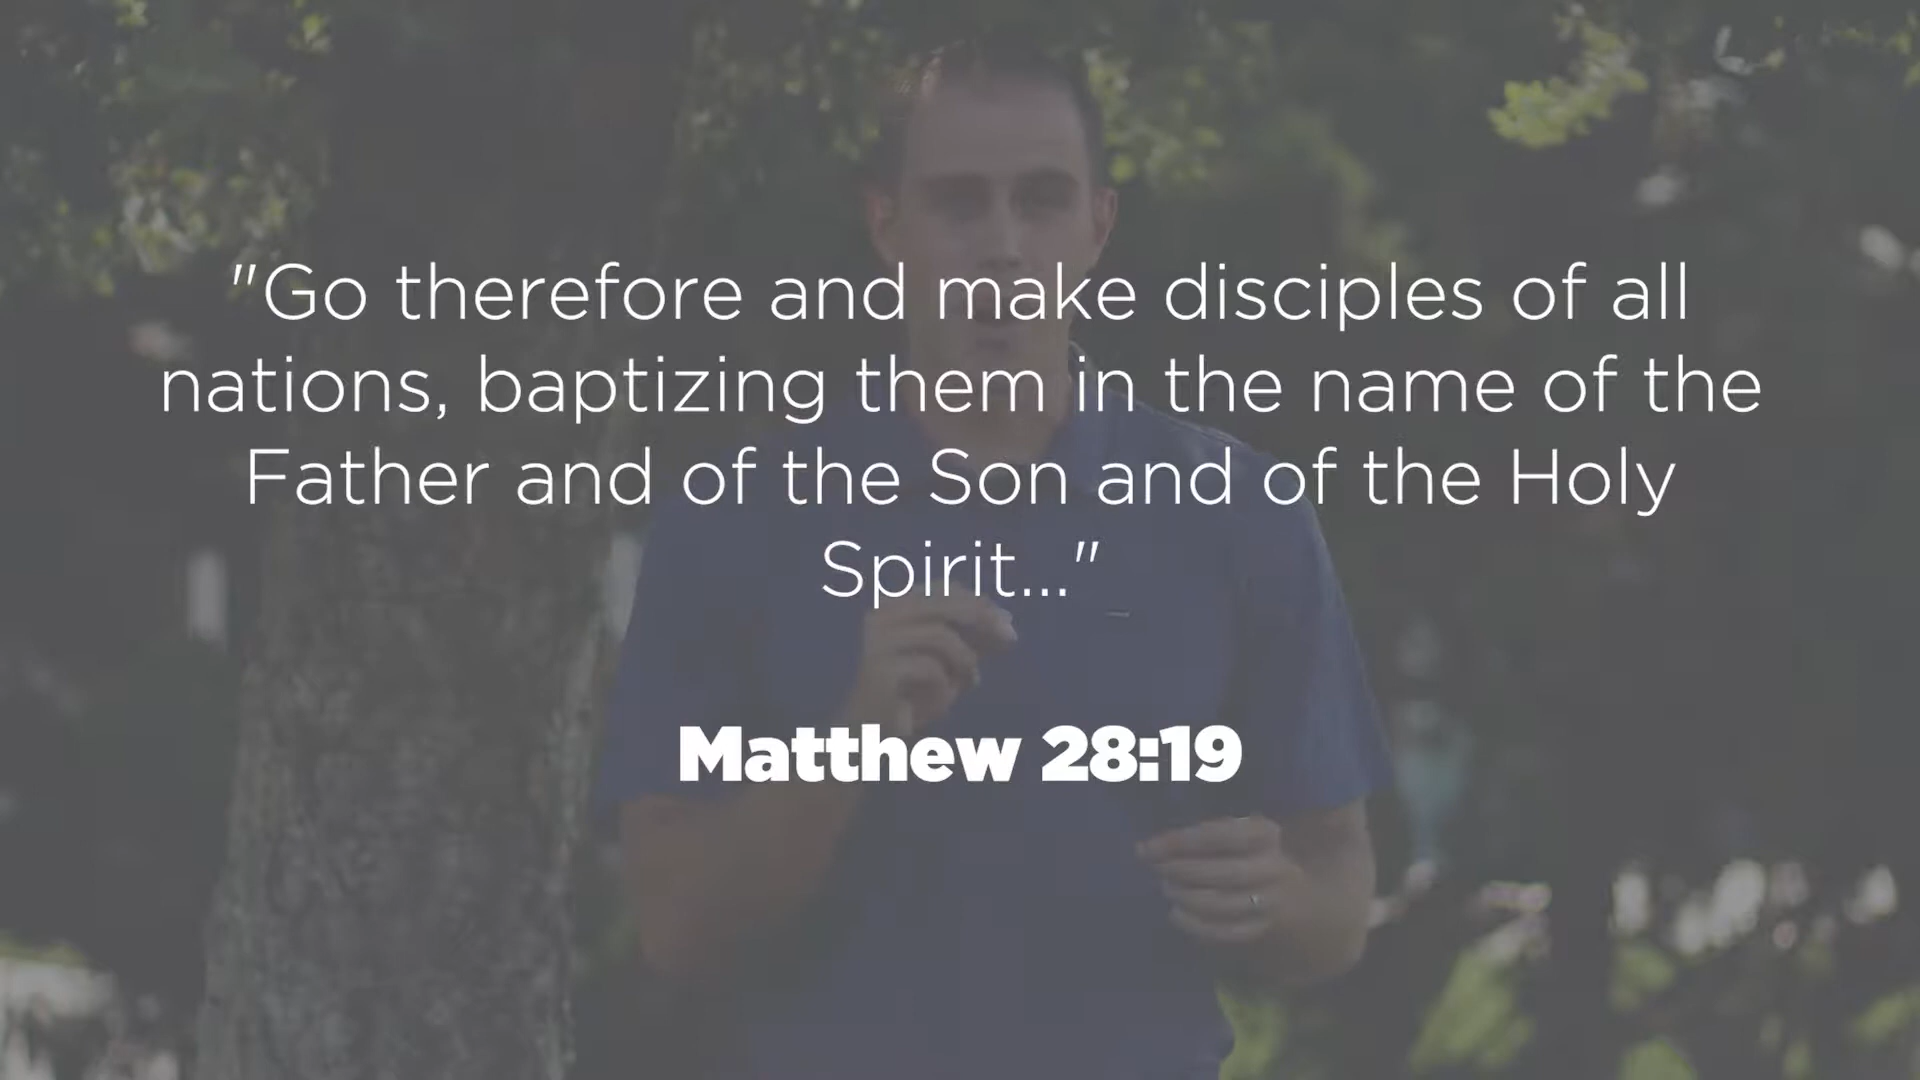 "Go therefore and make disciples of all
nations, baptizing them in the name of the
Father and of the Son and of the Holy
Spirit..."
Matthew 28:19